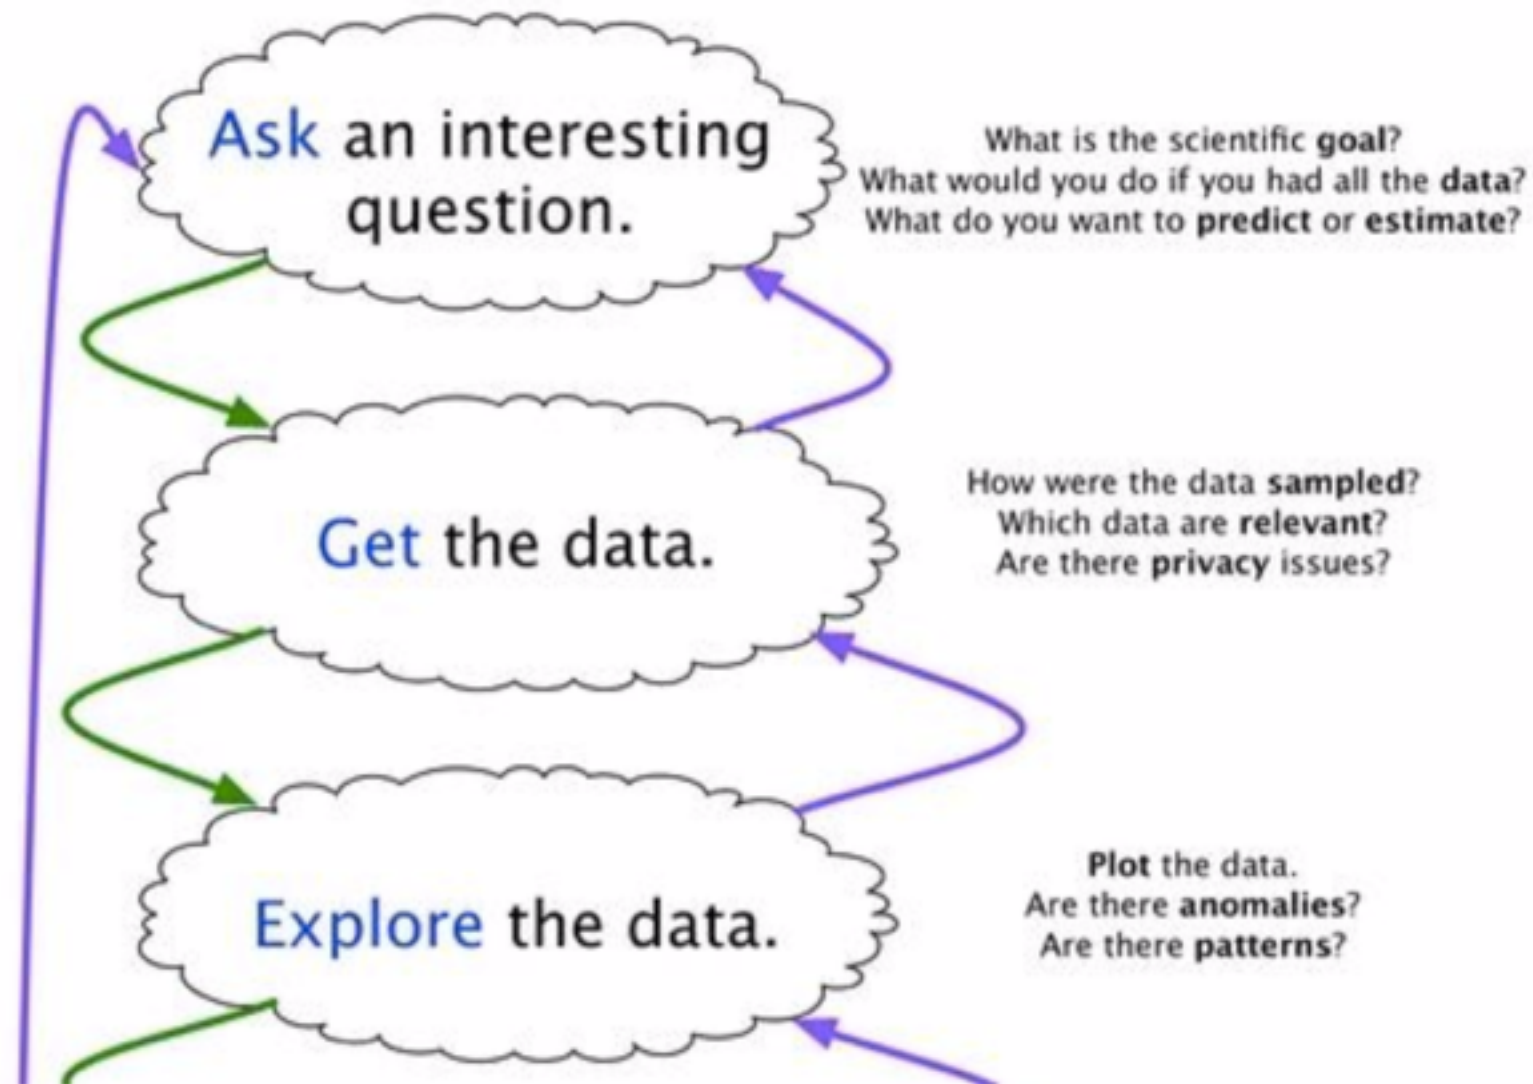 Ask an interesting
question.
What is the scientific goal?
What would you do if you had all the data?
What do you want to predict or estimate?
Get the data.
How were the data sampled?
Which data are relevant?
Are there privacy issues?
Explore the data.
Plot the data.
Are there anomalies?
Are there patterns?